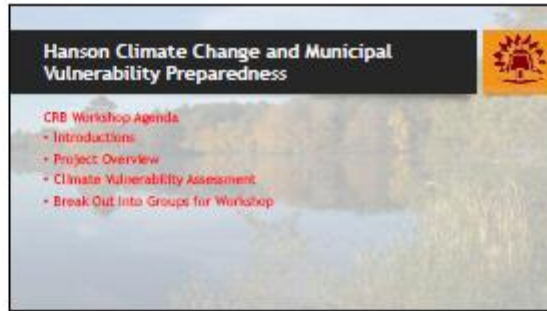 Hanson Climate Change and Municipal
Vulnerability Preparedness
CRB Workshop Agenda
• Introductions
• Project Overview
• Climate Vulnerability Assessment
• Break Out Into Groups for Workshop